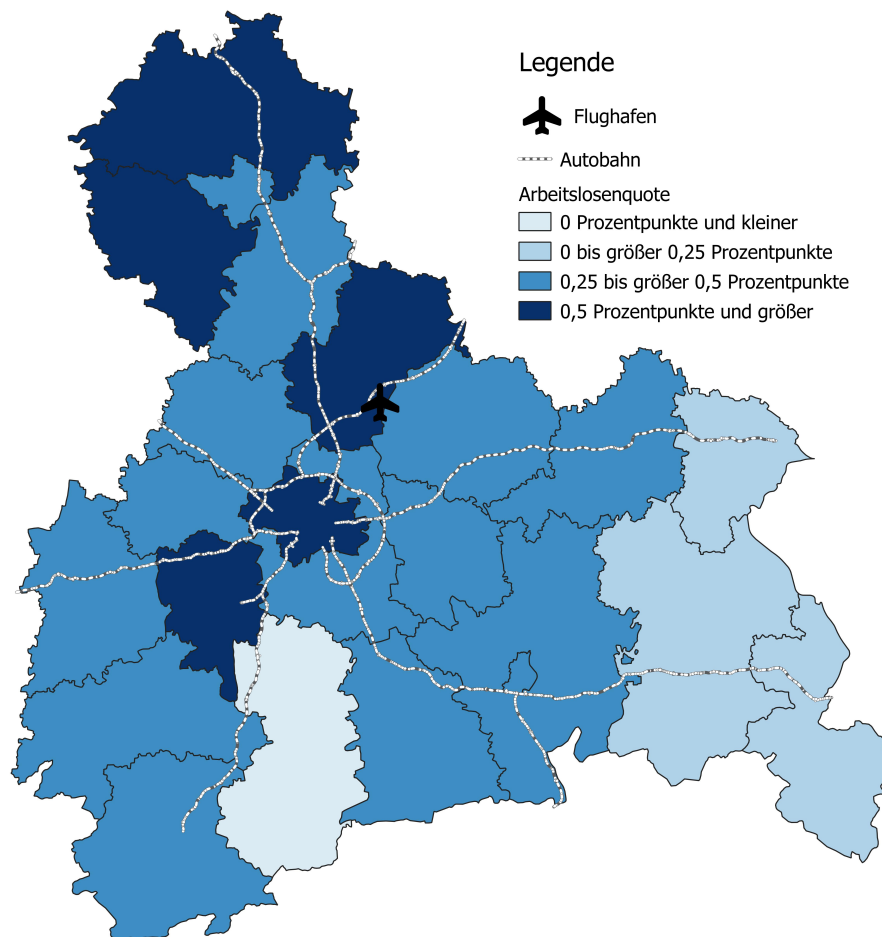 Legende
Flughafen
Autobahn
Arbeitslosenquote
0 Prozentpunkte und kleiner
0 bis größer 0,25 Prozentpunkte
0,25 bis größer 0,5 Prozentpunkte
0,5 Prozentpunkte und größer